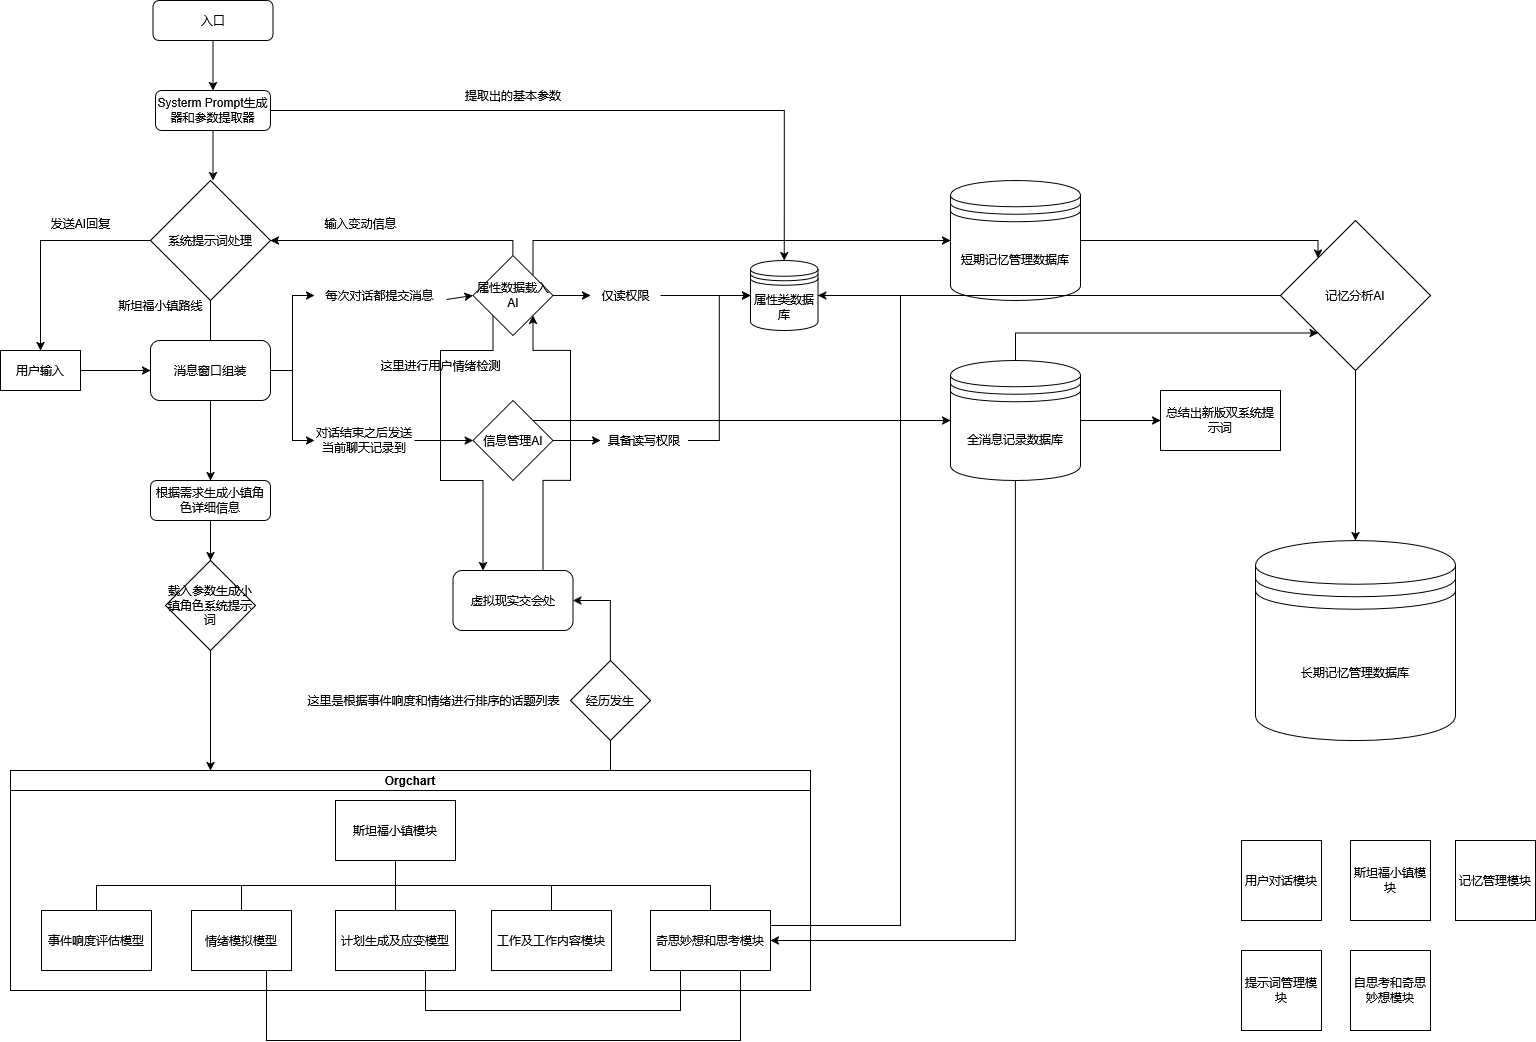 入口
Systerm Prompt生成
器和参数提取器
提取出的基本参数
发送AI回复
系统提示词处理
输入变动信息
短期记忆管理数据库
属性数据载入
AI
每次对话都提交消息
仅读权限
属性类数据
库
记忆分析AI
斯坦福小镇路线
用户输入
消息窗口组装
这里进行用户情绪检测
对话结束之后发送
当前聊天记录到
信息管理AI
具备读写权限
全消息记录数据库
总结出新版双系统提
示词
根据需求生成小镇角
色详细信息
载入参数生成小
镇角色系统提示
词
虚拟现实交会处
长期记忆管理数据库
这里是根据事件响度和情绪进行排序的话题列表
经历发生
Orgchart
斯坦福小镇模块
事件响度评估模型
情绪模拟模型
计划生成及应变模型
工作及工作内容模块
奇思妙想和思考模块
用户对话模块
斯坦福小镇模
块
记忆管理模块
提示词管理模
块
自思考和奇思
妙想模块